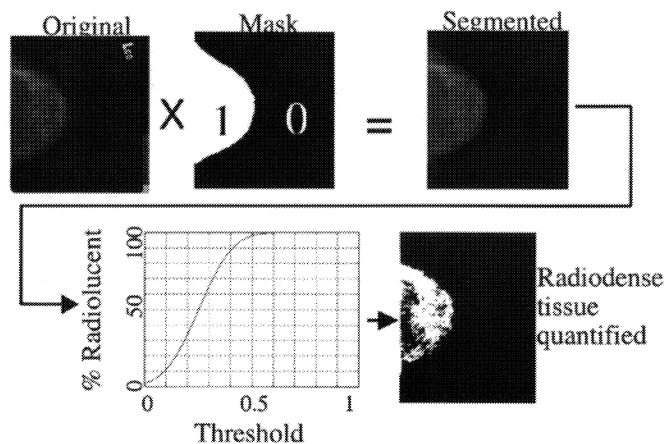 Original
Mask
Segmented
X
1
0
=
% Radiolucent
100
50
0
0
0.5
1
Threshold
Radiodense
tissue
quantified